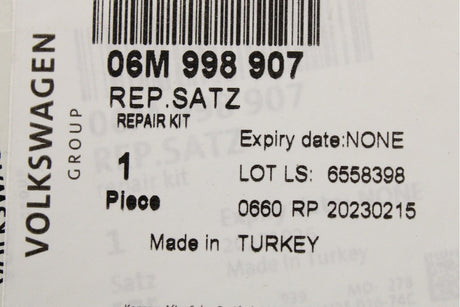 VOLKSWAGEN
GROUP
06M 998 907
REP.SATZ
REPAIR KIT
Expiry date:NONE
1
LOT LS: 6558398
Piece
0660 RP 20230215
Made in TURKEY